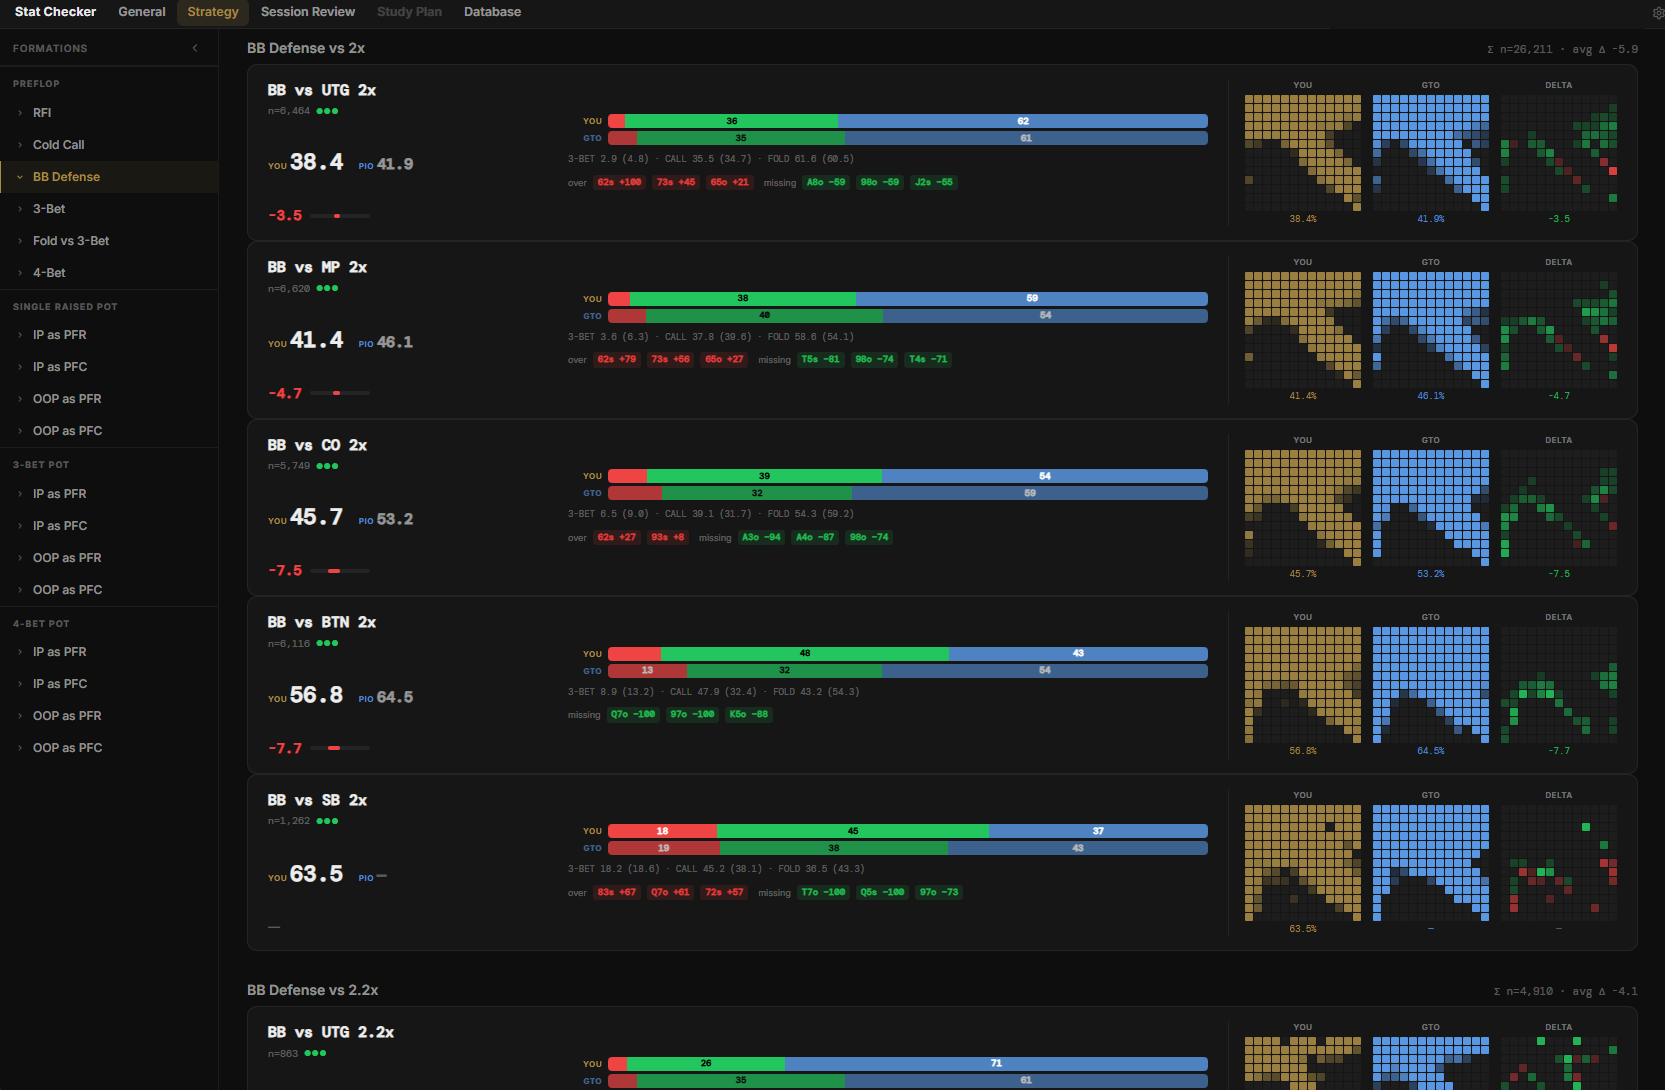 Stat Checker General Strategy Session Review Study Plan Database
FORMATIONS
PREFLOP
RFI
Cold Call
BB Defense
3-Bet
Fold vs 3-Bet
4-Bet
SINGLE RAISED POT
IP as PFR
IP as PFC
OOP as PFR
OOP as PFC
3-BET POT
IP as PFR
IP as PFC
OOP as PFR
OOP as PFC
4-BET POT
IP as PFR
IP as PFC
OOP as PFR
OOP as PFC
BB Defense vs 2x Σ n=26,211 · avg Δ -5.9
BB vs UTG 2x
n=6,464
YOU 38.4 PIO 41.9
-3.5
YOU 36 62
GTO 35 61
3-BET 2.9 (4.8) · CALL 35.5 (34.7) · FOLD 61.6 (60.5)
over 62s +100 73s +45 65o +21 missing A8o -59 98o -59 J2s -55
YOU GTO DELTA
38.4% 41.9% -3.5
BB vs MP 2x
n=6,620
YOU 41.4 PIO 46.1
-4.7
YOU 38 59
GTO 40 54
3-BET 3.6 (6.3) · CALL 37.8 (39.6) · FOLD 58.6 (54.1)
over 62s +79 73s +56 65o +27 missing T5s -81 98o -74 T4s -71
YOU GTO DELTA
41.4% 46.1% -4.7
BB vs CO 2x
n=5,749
YOU 45.7 PIO 53.2
-7.5
YOU 39 54
GTO 32 59
3-BET 6.5 (9.0) · CALL 39.1 (31.7) · FOLD 54.3 (59.2)
over 62s +27 93s +8 missing A3o -94 A4o -87 98o -74
YOU GTO DELTA
45.7% 53.2% -7.5
BB vs BTN 2x
n=6,116
YOU 56.8 PIO 64.5
-7.7
YOU 48 43
GTO 13 32 54
3-BET 8.9 (13.2) · CALL 47.9 (32.4) · FOLD 43.2 (54.3)
missing Q7o -100 97o -100 K5o -88
YOU GTO DELTA
56.8% 64.5% -7.7
BB vs SB 2x
n=1,262
YOU 63.5 PIO —
—
YOU 18 45 37
GTO 19 38 43
3-BET 18.2 (18.6) · CALL 45.2 (38.1) · FOLD 36.5 (43.3)
over 83s +67 Q7o +61 72s +57 missing T7o -100 Q5s -100 97o -73
YOU GTO DELTA
63.5% — —
BB Defense vs 2.2x Σ n=4,910 · avg Δ -4.1
BB vs UTG 2.2x
n=863
YOU 26 71
GTO 35 61
YOU GTO DELTA